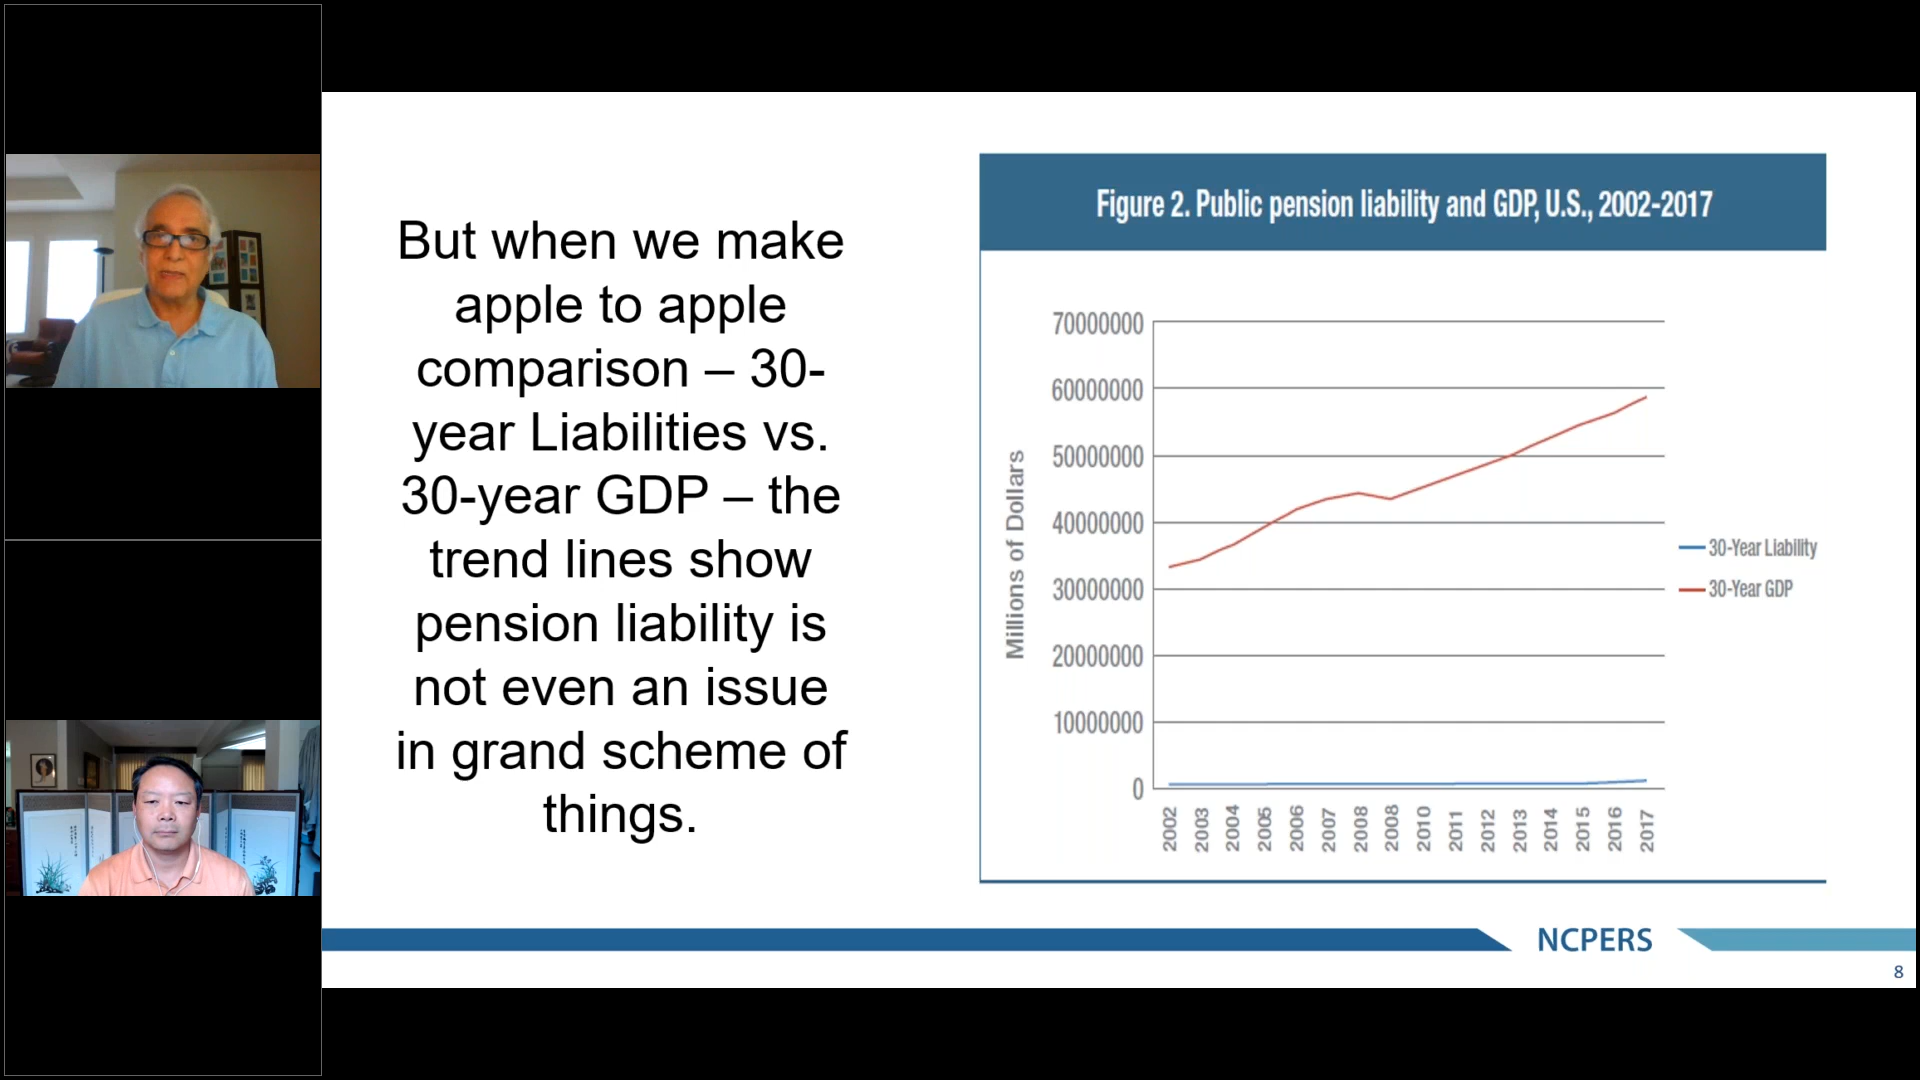 But when we make
apple to apple
comparison – 30-
year Liabilities vs.
30-year GDP – the
trend lines show
pension liability is
not even an issue
in grand scheme of
things.
Figure 2. Public pension liability and GDP, U.S., 2002-2017
Millions of Dollars
70000000
60000000
50000000
40000000
30000000
20000000
10000000
0
2002
2003
2004
2005
2006
2007
2008
2008
2010
2011
2012
2013
2014
2015
2016
2017
30-Year Liability
30-Year GDP
NCPERS
8